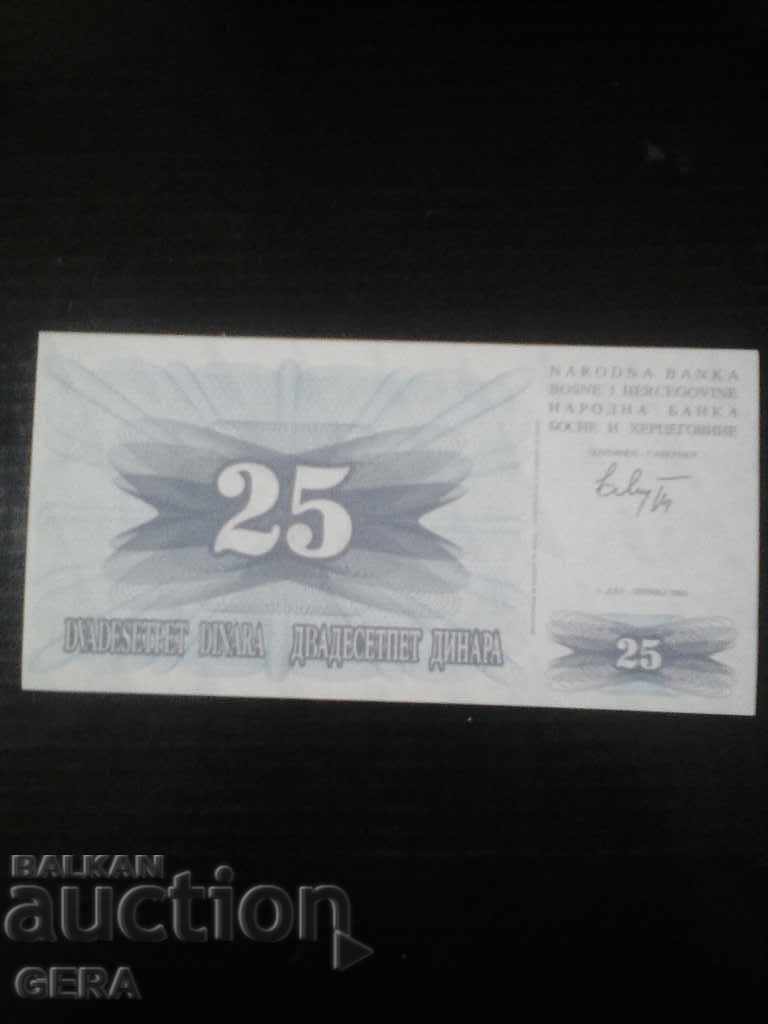 NARODNA BANKA
BOSNE I HERCEGOVINE
НАРОДНА БАНКА
БОСНЕ И ХЕРЦЕГОВИНЕ
25
DVADESETPET DINARA ДВАДЕСЕТПЕТ ДИНАРА
25
BALKAN
auction
GERA